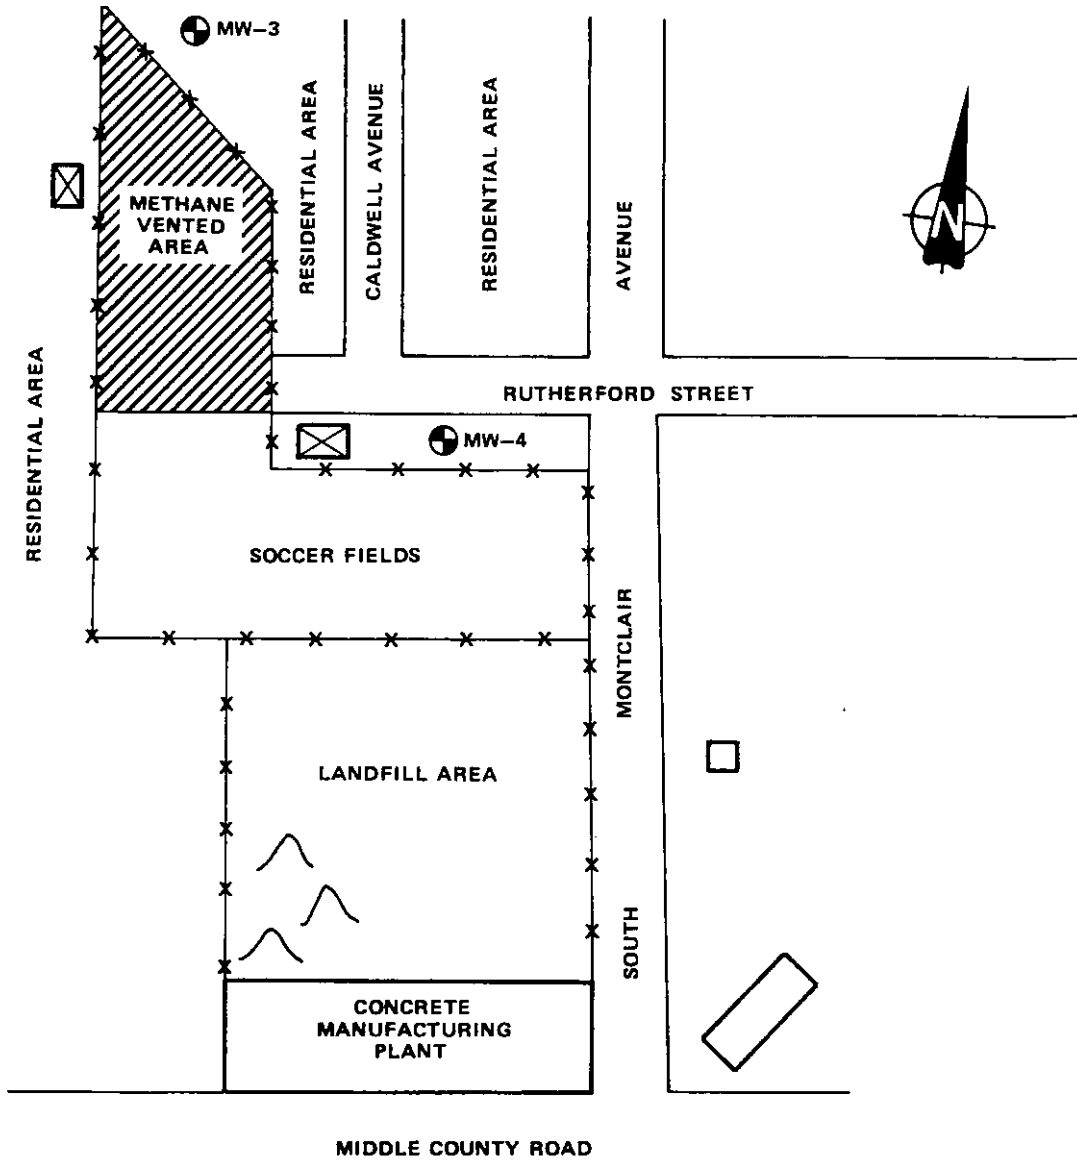 MW-3
RESIDENTIAL AREA
CALDWELL AVENUE
RESIDENTIAL AREA
AVENUE
METHANE
VENTED
AREA
N
RUTHERFORD STREET
RESIDENTIAL AREA
MW-4
SOCCER FIELDS
MONTCLAIR
LANDFILL AREA
SOUTH
CONCRETE
MANUFACTURING
PLANT
MIDDLE COUNTY ROAD